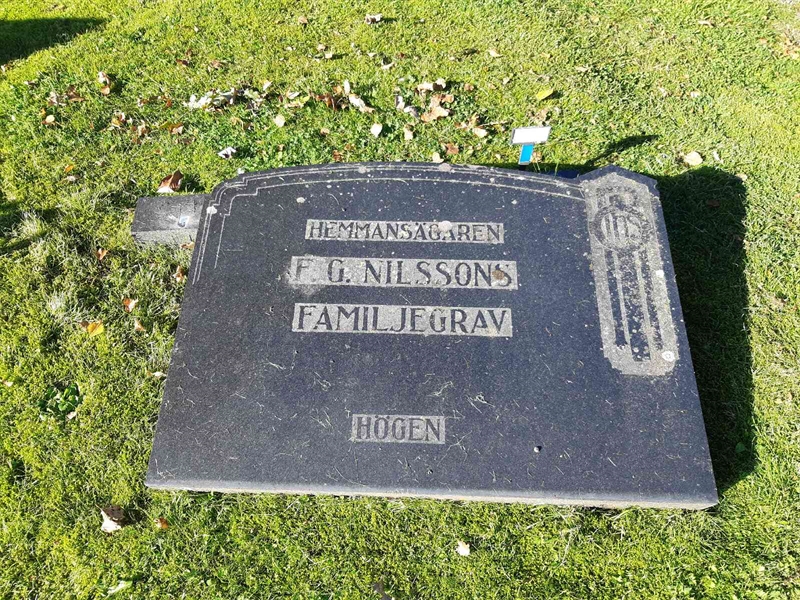 HEMMANSÄGAREN
F. G. NILSSONS
FAMILJEGRAV
HÖGEN